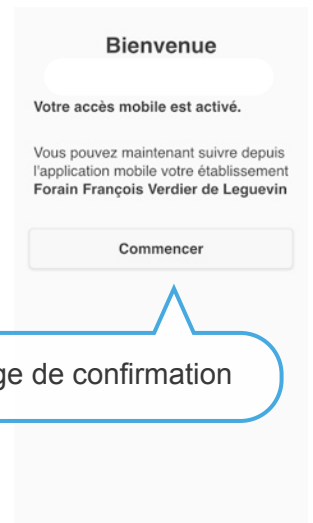 Bienvenue
Votre accès mobile est activé.
Vous pouvez maintenant suivre depuis
l'application mobile votre établissement
Forain François Verdier de Leguevin
Commencer
de confirmation